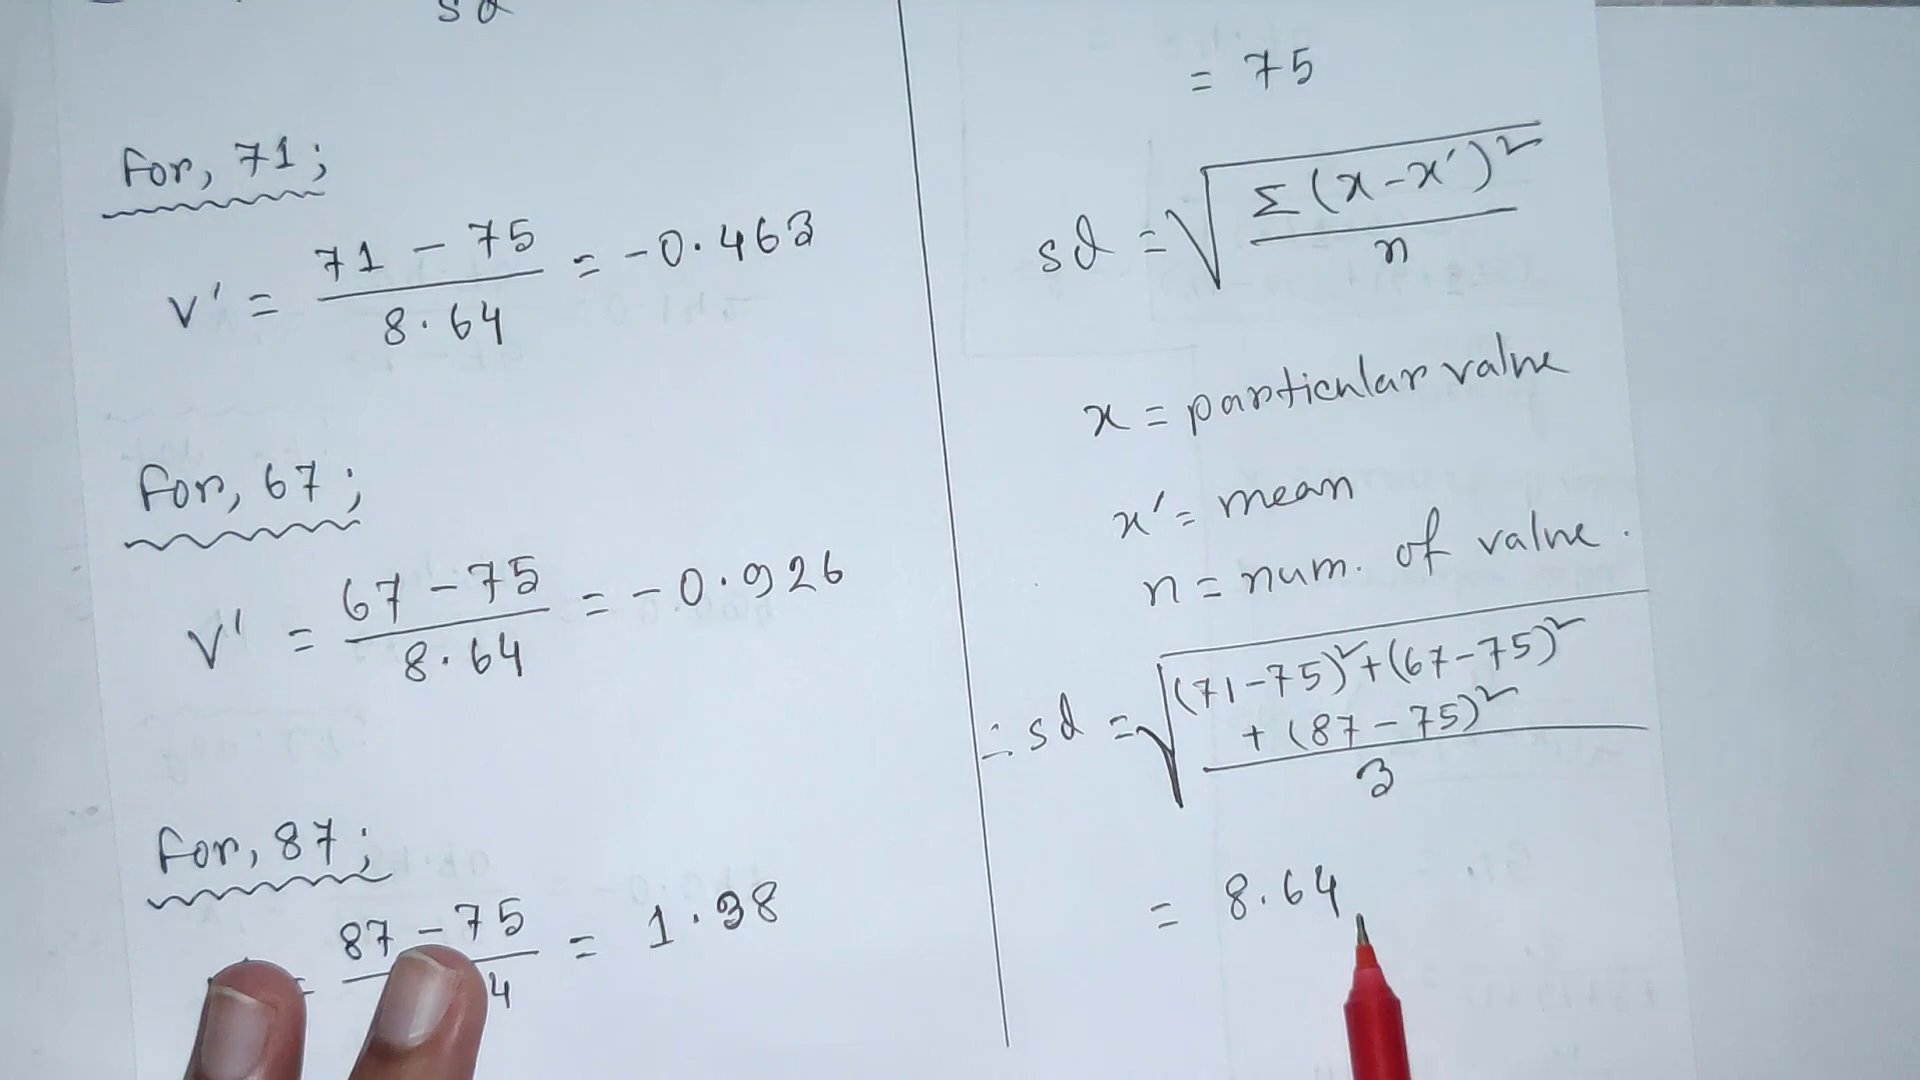 sd
For, 71;
v' = 71 - 75 / 8.64 = -0.463
For, 67;
v' = 67 - 75 / 8.64 = -0.926
For, 87;
= 87 - 75 / 4 = 1.38
= 75
sd = √ Σ(x-x')² / n
x = particular value
x' = mean
n = num. of value.
∴ sd = √ (71-75)² + (67-75)²
+ (87-75)²
3
= 8.64